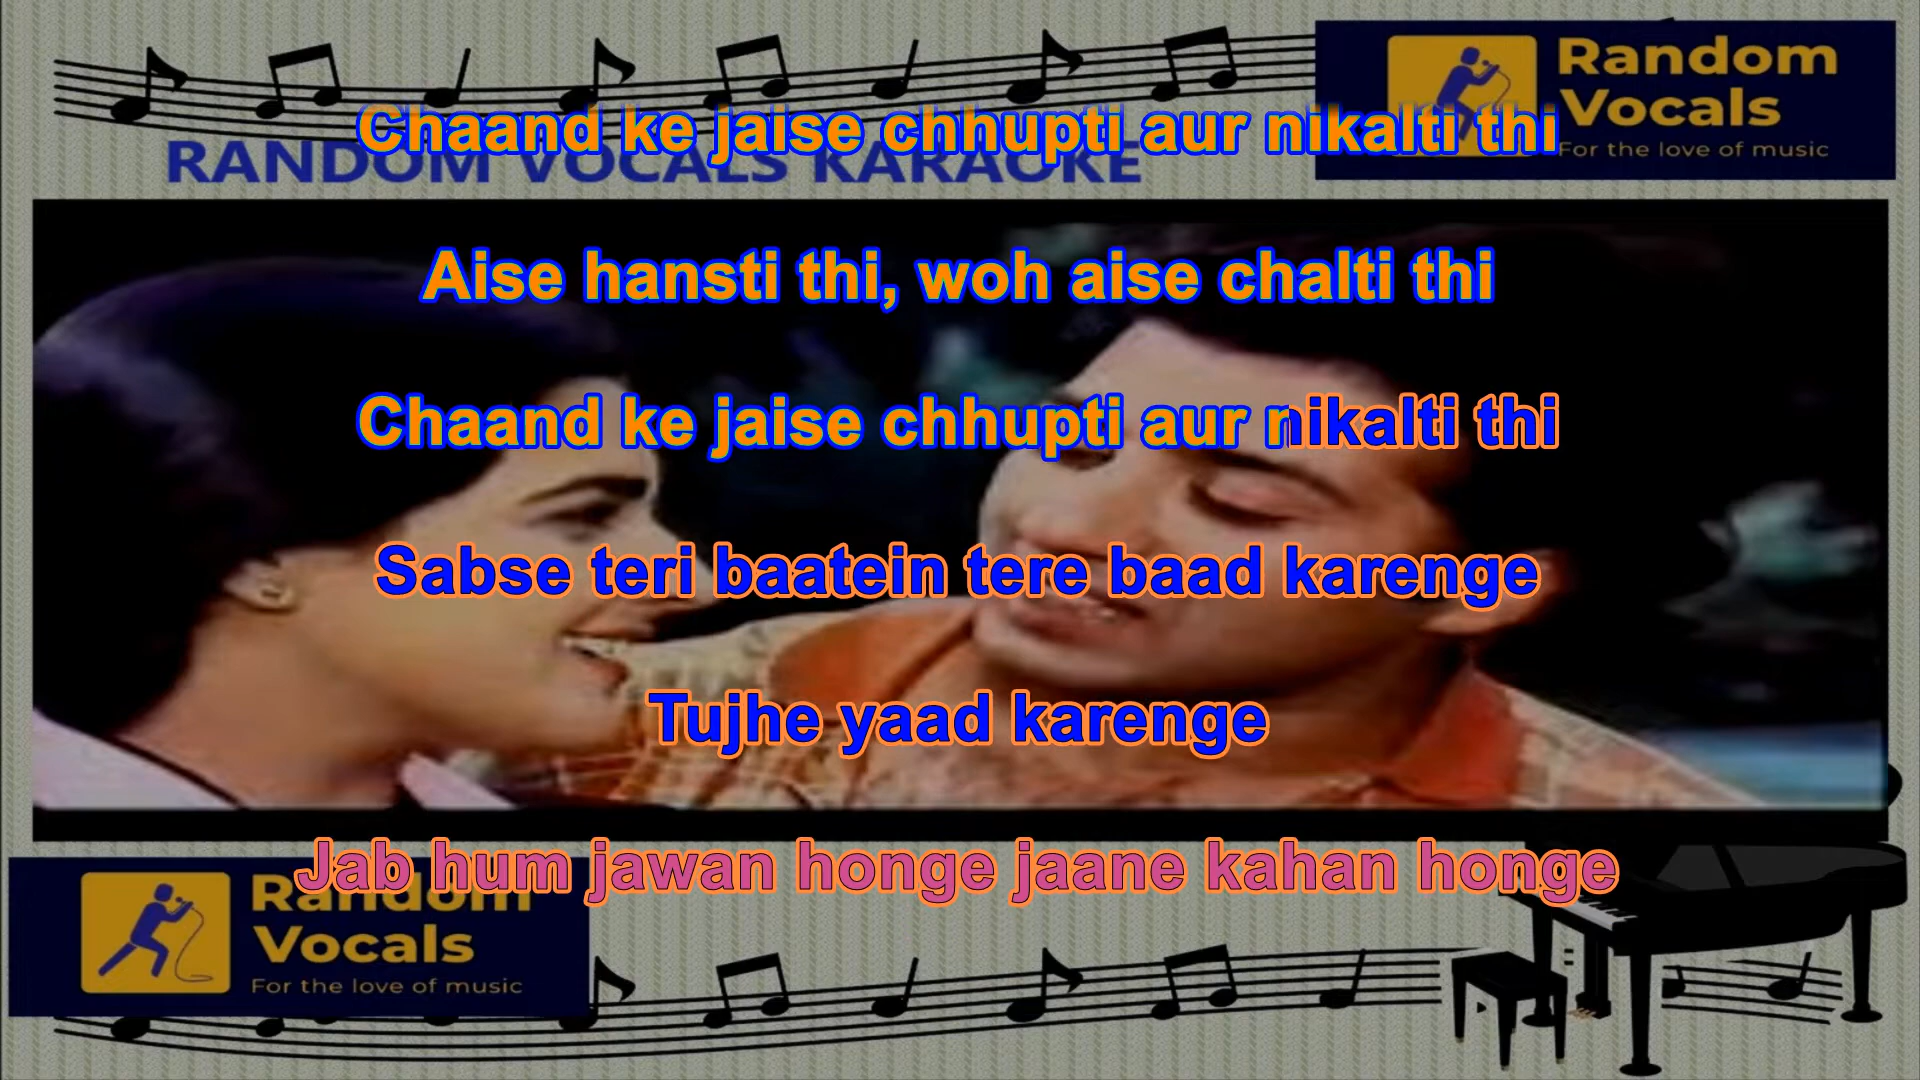 Random
Vocals
For the love of music
Chaand ke jaise chhupti aur nikalti thi
RANDOM VOCALS KARAOKE
Aise hansti thi, woh aise chalti thi
Chaand ke jaise chhupti aur nikalti thi
Sabse teri baatein tere baad karenge
Tujhe yaad karenge
Jab hum jawan honge jaane kahan honge
Random
Vocals
For the love of music